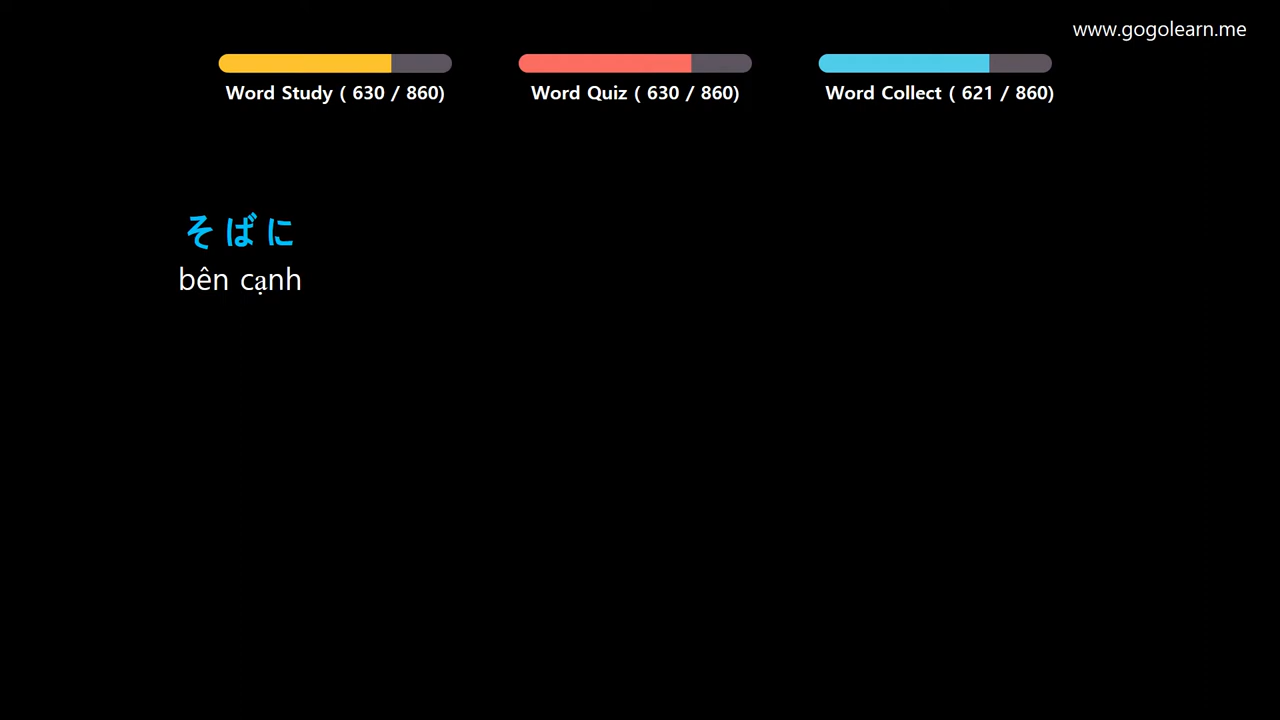 www.gogolearn.me
Word Study ( 630 / 860)
Word Quiz ( 630 / 860)
Word Collect ( 621 / 860)
そばに
bên cạnh